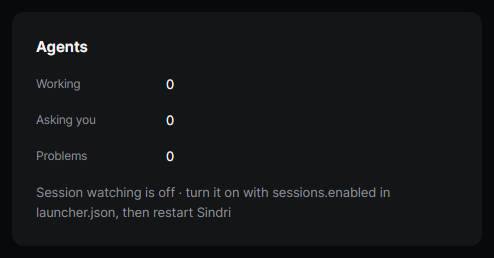 Agents
Working 0
Asking you 0
Problems 0
Session watching is off · turn it on with sessions.enabled in
launcher.json, then restart Sindri